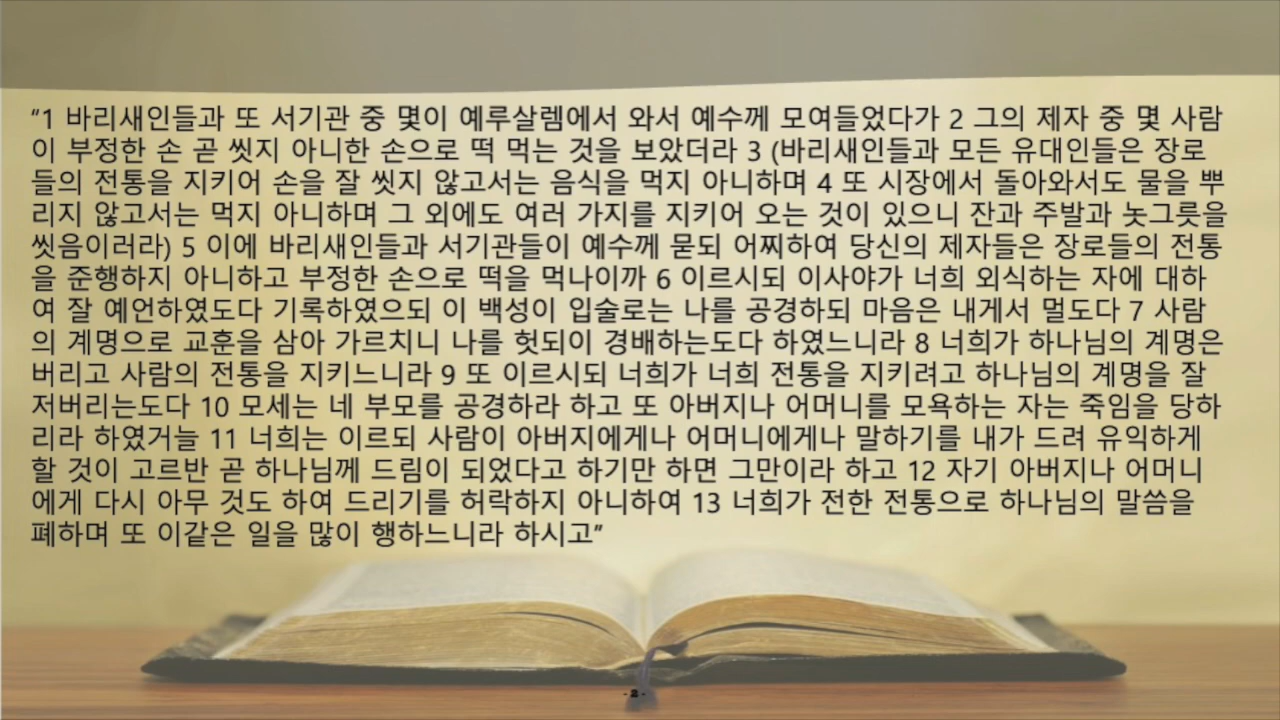 “1 바리새인들과 또 서기관 중 몇이 예루살렘에서 와서 예수께 모여들었다가 2 그의 제자 중 몇 사람
이 부정한 손 곧 씻지 아니한 손으로 떡 먹는 것을 보았더라 3 (바리새인들과 모든 유대인들은 장로
들의 전통을 지키어 손을 잘 씻지 않고서는 음식을 먹지 아니하며 4 또 시장에서 돌아와서도 물을 뿌
리지 않고서는 먹지 아니하며 그 외에도 여러 가지를 지키어 오는 것이 있으니 잔과 주발과 놋그릇을
씻음이러라) 5 이에 바리새인들과 서기관들이 예수께 묻되 어찌하여 당신의 제자들은 장로들의 전통
을 준행하지 아니하고 부정한 손으로 떡을 먹나이까 6 이르시되 이사야가 너희 외식하는 자에 대하
여 잘 예언하였도다 기록하였으되 이 백성이 입술로는 나를 공경하되 마음은 내게서 멀도다 7 사람
의 계명으로 교훈을 삼아 가르치니 나를 헛되이 경배하는도다 하였느니라 8 너희가 하나님의 계명은
버리고 사람의 전통을 지키느니라 9 또 이르시되 너희가 너희 전통을 지키려고 하나님의 계명을 잘
저버리는도다 10 모세는 네 부모를 공경하라 하고 또 아버지나 어머니를 모욕하는 자는 죽임을 당하
리라 하였거늘 11 너희는 이르되 사람이 아버지에게나 어머니에게나 말하기를 내가 드려 유익하게
할 것이 고르반 곧 하나님께 드림이 되었다고 하기만 하면 그만이라 하고 12 자기 아버지나 어머니
에게 다시 아무 것도 하여 드리기를 허락하지 아니하여 13 너희가 전한 전통으로 하나님의 말씀을
폐하며 또 이같은 일을 많이 행하느니라 하시고”
- 2 -